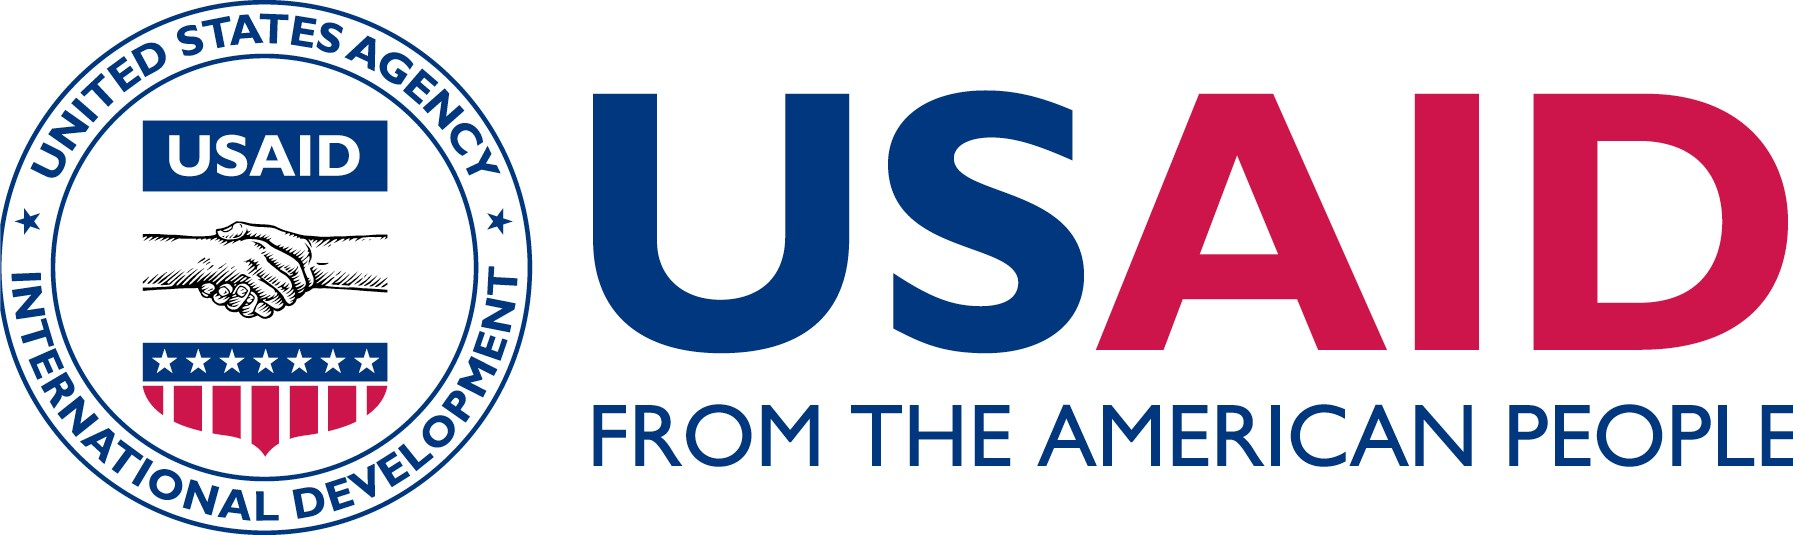 UNITED STATES AGENCY
USAID
INTERNATIONAL DEVELOPMENT
USAID
FROM THE AMERICAN PEOPLE